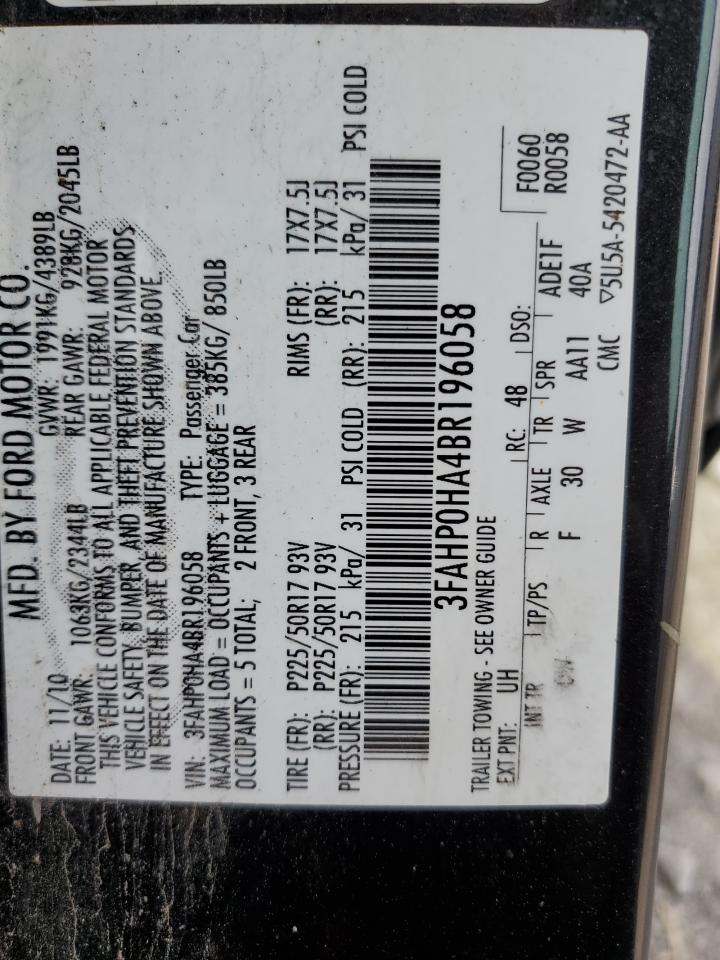 MFD. BY FORD MOTOR CO.
DATE: 11/10 GVWR: 1991KG/4389LB
FRONT GAWR: 1063KG/2344LB REAR GAWR: 928KG/2045LB
THIS VEHICLE CONFORMS TO ALL APPLICABLE FEDERAL MOTOR
VEHICLE SAFETY, BUMPER, AND THEFT PREVENTION STANDARDS
IN EFFECT ON THE DATE OF MANUFACTURE SHOWN ABOVE.
VIN: 3FAHP0HA4BR196058 TYPE: Passenger Car
MAXIMUM LOAD = OCCUPANTS + LUGGAGE = 385KG/ 850LB
OCCUPANTS = 5 TOTAL; 2 FRONT, 3 REAR
TIRE (FR): P225/50R17 93V RIMS (FR): 17X7.5J
(RR): P225/50R17 93V (RR): 17X7.5J
PRESSURE (FR): 215 kPa/ 31 PSI COLD (RR): 215 kPa/ 31 PSI COLD
3FAHP0HA4BR196058
TRAILER TOWING - SEE OWNER GUIDE
EXT PNT: UH RC: 48 DSO: F0060
R0058
INT TR TP/PS R AXLE TR SPR ADE1F
F 30 W AA11 40A
CMC ▽5U5A-5420472-AA